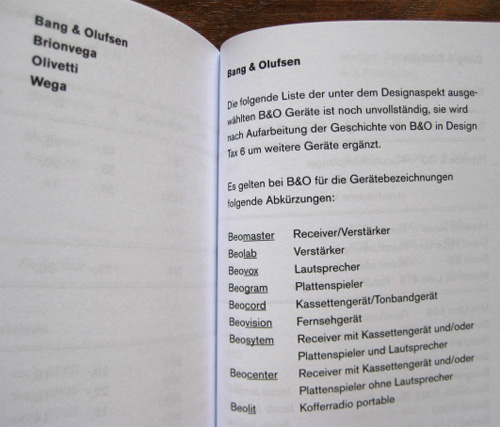 Bang & Olufsen
Brionvega
Olivetti
Wega
Bang & Olufsen
Die folgende Liste der unter dem Designaspekt ausge-
wählten B&O Geräte ist noch unvollständig, sie wird
nach Aufarbeitung der Geschichte von B&O in Design
Tax 6 um weitere Geräte ergänzt.
Es gelten bei B&O für die Gerätebezeichnungen
folgende Abkürzungen:
Beomaster Receiver/Verstärker
Beolab Verstärker
Beovox Lautsprecher
Beogram Plattenspieler
Beocord Kassettengerät/Tonbandgerät
Beovision Fernsehgerät
Beosytem Receiver mit Kassettengerät und/oder
Plattenspieler und Lautsprecher
Beocenter Receiver mit Kassettengerät und/oder
Plattenspieler ohne Lautsprecher
Beolit Kofferradio portable